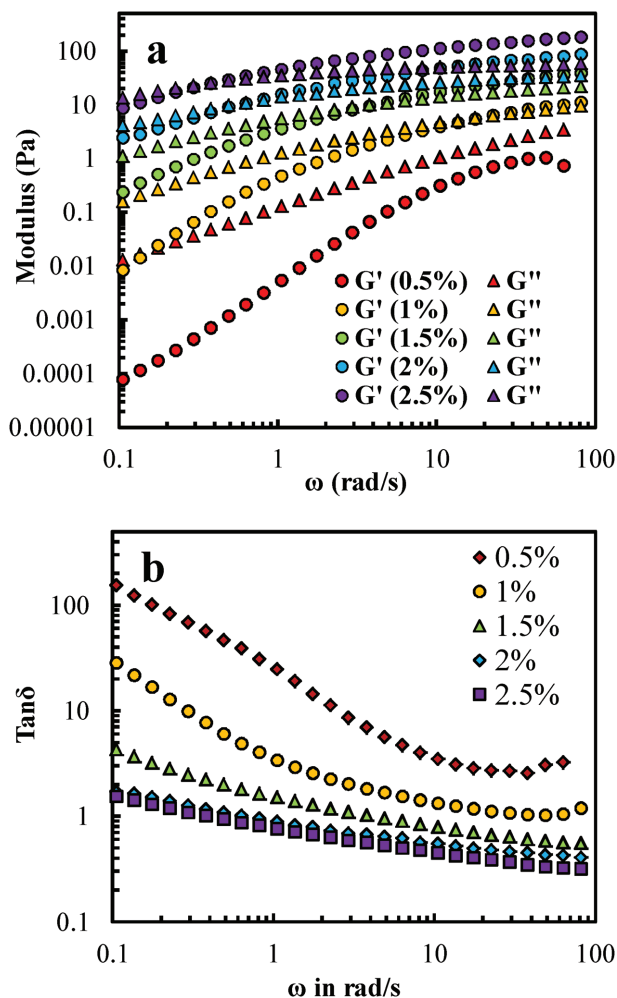 a
100
10
1
0.1
0.01
0.001
0.0001
0.00001
Modulus (Pa)
G' (0.5%) G''
G' (1%) G''
G' (1.5%) G''
G' (2%) G''
G' (2.5%) G''
0.1 1 10 100
ω (rad/s)
b
100
10
1
0.1
Tanδ
0.5%
1%
1.5%
2%
2.5%
0.1 1 10 100
ω in rad/s